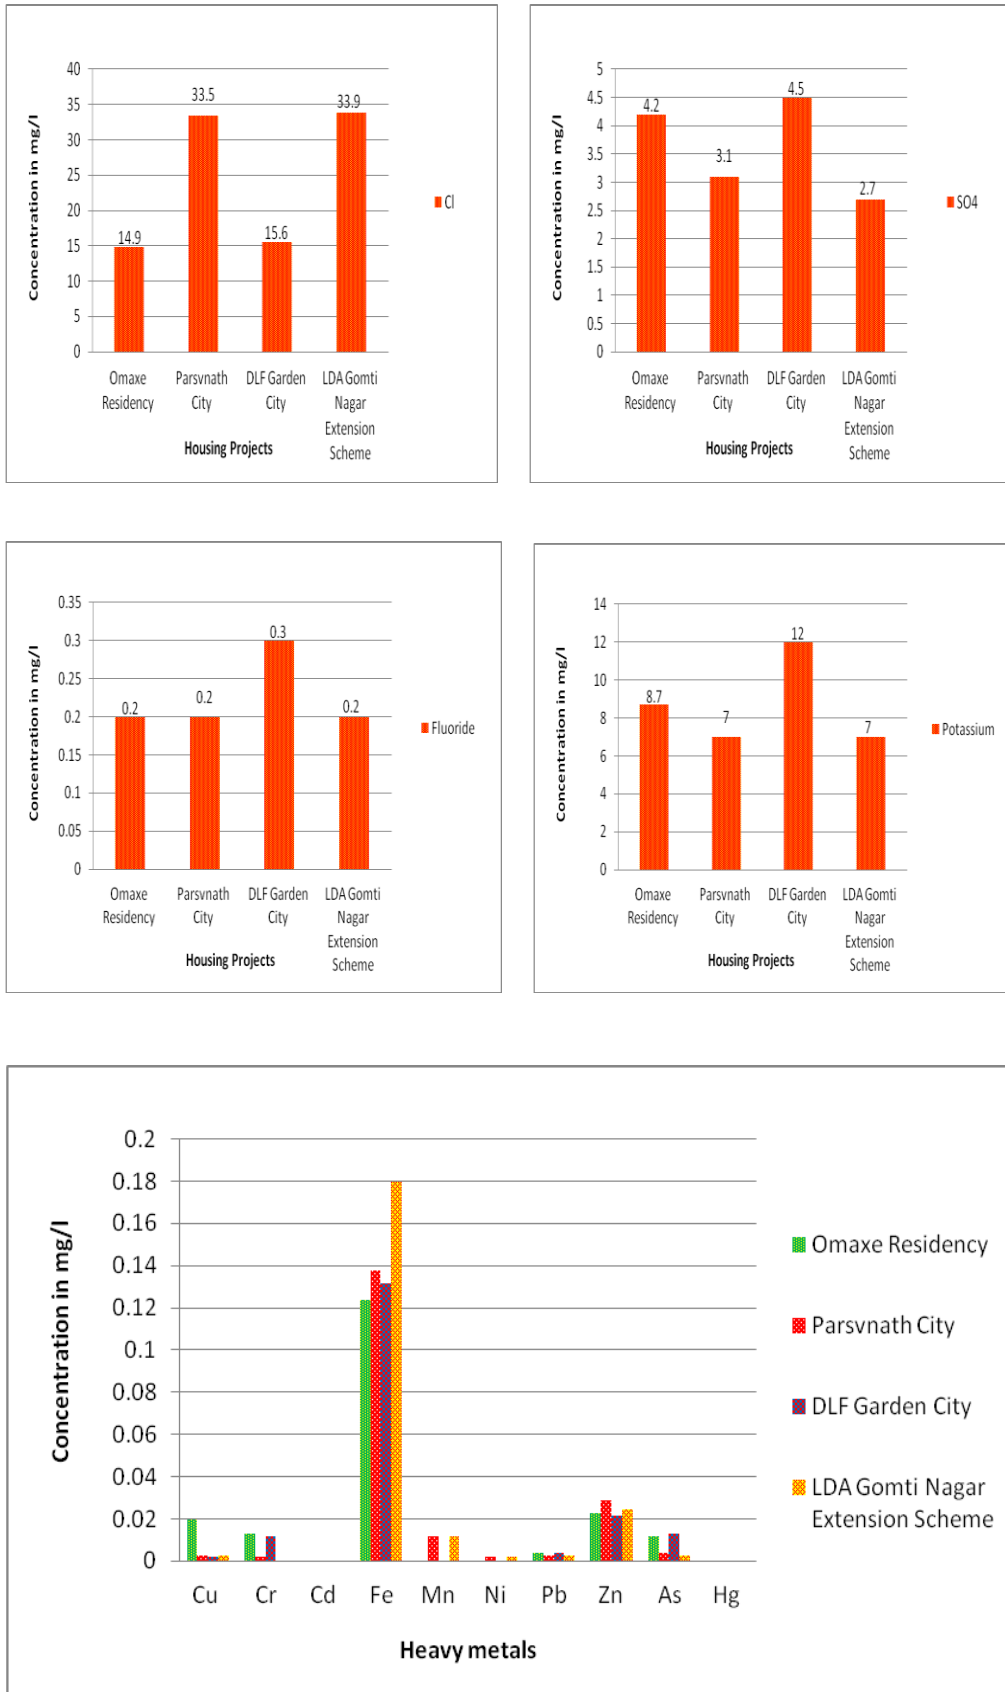 Concentration in mg/l
40
35
30
25
20
15
10
5
0
14.9
33.5
15.6
33.9
Omaxe Residency
Parsvnath City
DLF Garden City
LDA Gomti Nagar Extension Scheme
Housing Projects
Cl
Concentration in mg/l
5
4.5
4
3.5
3
2.5
2
1.5
1
0.5
0
4.2
3.1
4.5
2.7
Omaxe Residency
Parsvnath City
DLF Garden City
LDA Gomti Nagar Extension Scheme
Housing Projects
SO4
Concentration in mg/l
0.35
0.3
0.25
0.2
0.15
0.1
0.05
0
0.2
0.2
0.3
0.2
Omaxe Residency
Parsvnath City
DLF Garden City
LDA Gomti Nagar Extension Scheme
Housing Projects
Fluoride
Concentration in mg/l
14
12
10
8
6
4
2
0
8.7
7
12
7
Omaxe Residency
Parsvnath City
DLF Garden City
LDA Gomti Nagar Extension Scheme
Housing Projects
Potassium
Concentration in mg/l
0.2
0.18
0.16
0.14
0.12
0.1
0.08
0.06
0.04
0.02
0
Cu Cr Cd Fe Mn Ni Pb Zn As Hg
Heavy metals
Omaxe Residency
Parsvnath City
DLF Garden City
LDA Gomti Nagar
Extension Scheme